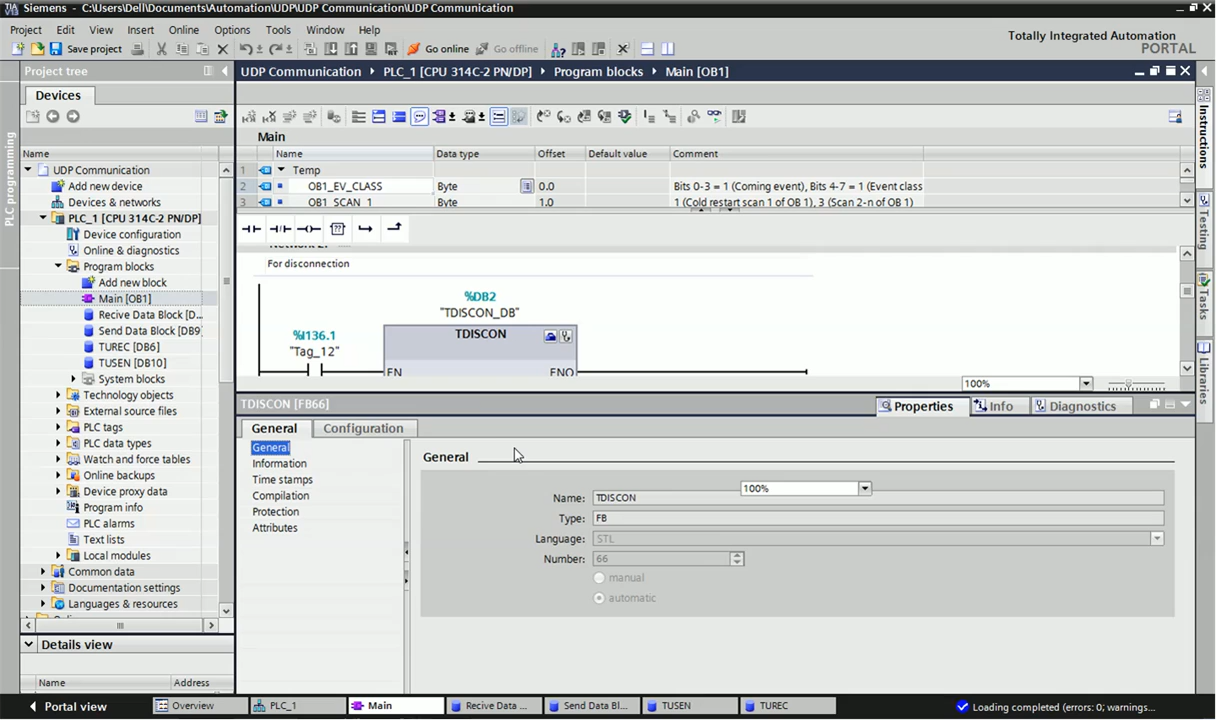 Siemens - C:\Users\Dell\Documents\Automation\UDP\UDP Communication\UDP Communication
TIA
V13
Project Edit View Insert Online Options Tools Window Help
Totally Integrated Automation
PORTAL
Save project
Go online
Go offline
Project tree
UDP Communication PLC_1 [CPU 314C-2 PN/DP] Program blocks Main [OB1]
Devices
Main
Name
UDP Communication
Add new device
Devices & networks
PLC_1 [CPU 314C-2 PN/DP]
Device configuration
Online & diagnostics
Program blocks
Add new block
Main [OB1]
Recive Data Block [D...
Send Data Block [DB9
TUREC [DB6]
TUSEN [DB10]
System blocks
Technology objects
External source files
PLC tags
PLC data types
Watch and force tables
Online backups
Device proxy data
Program info
PLC alarms
Text lists
Local modules
Common data
Documentation settings
Languages & resources
Details view
Name Address
PLC programming
Name Data type Offset Default value Comment
1 Temp
2 OB1_EV_CLASS Byte 0.0 Bits 0-3 = 1 (Coming event), Bits 4-7 = 1 (Event class
3 OB1_SCAN_1 Byte 1.0 1 (Cold restart scan 1 of OB 1), 3 (Scan 2-n of OB 1)
??
Network 2:
For disconnection
%DB2
"TDISCON_DB"
%I136.1
"Tag_12"
TDISCON
EN ENO
100%
TDISCON [FB66]
Properties Info Diagnostics
General Configuration
General
Information
Time stamps
Compilation
Protection
Attributes
General
100%
Name: TDISCON
Type: FB
Language: STL
Number: 66
manual
automatic
Instructions
Testing
Tasks
Libraries
Portal view Overview PLC_1 Main Recive Data ... Send Data Bl... TUSEN TUREC
Loading completed (errors: 0; warnings...